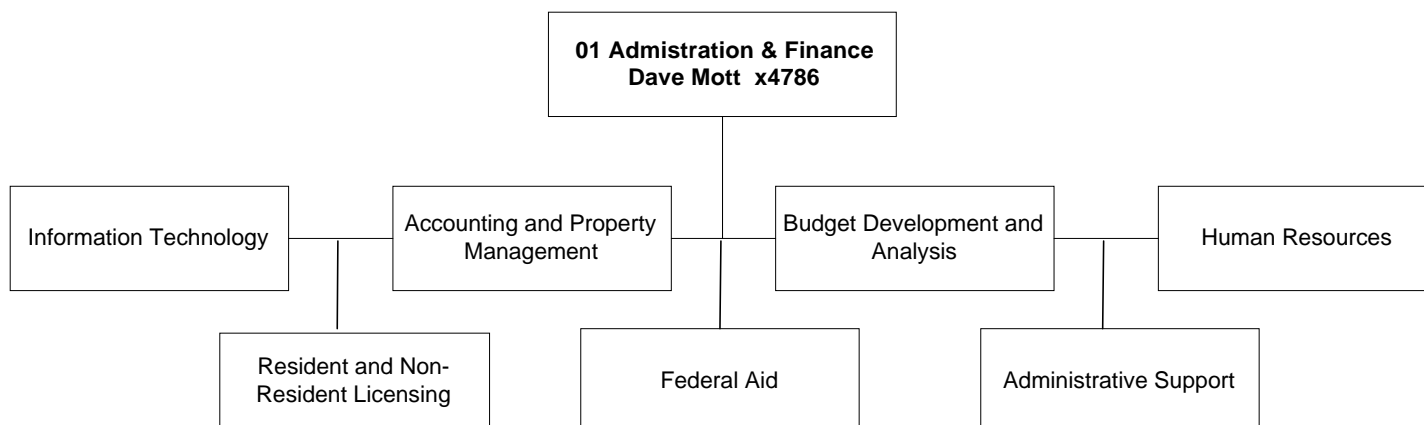 01 Admistration & Finance
Dave Mott x4786
Information Technology
Accounting and Property
Management
Budget Development and
Analysis
Human Resources
Resident and Non-
Resident Licensing
Federal Aid
Administrative Support